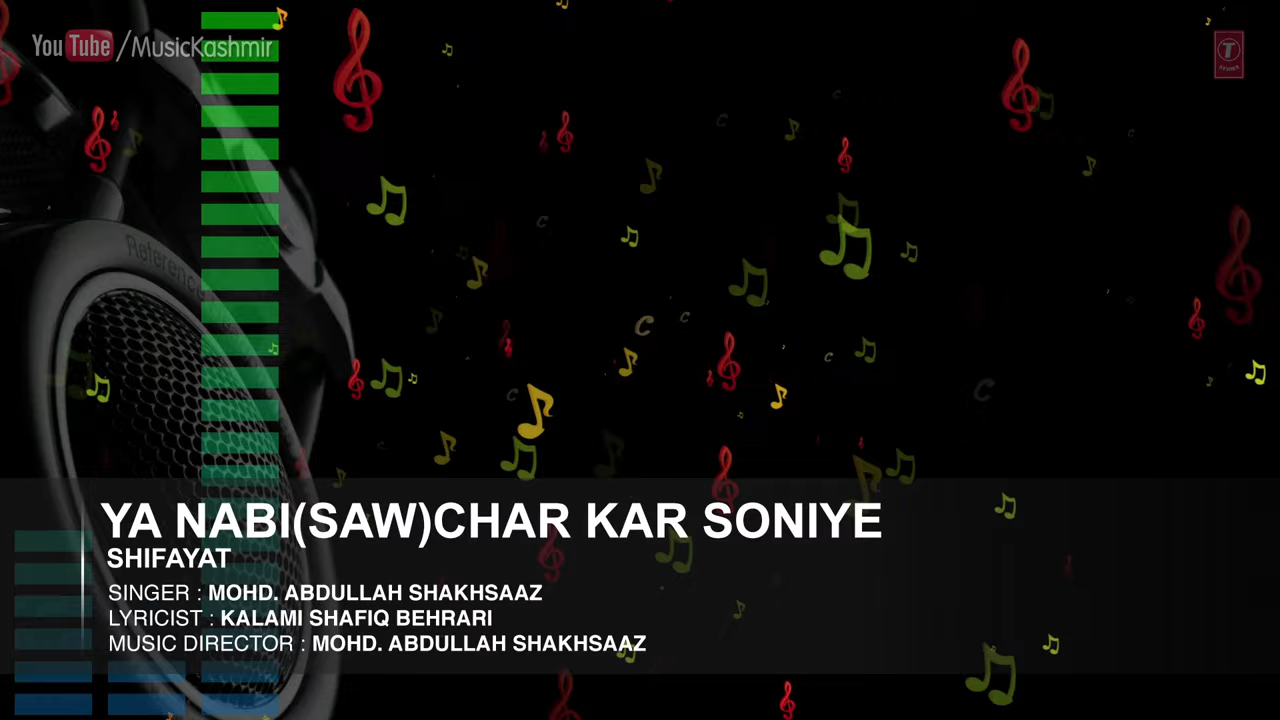 YouTube/MusicKashmir
T
Reference
YA NABI(SAW)CHAR KAR SONIYE
SHIFAYAT
SINGER : MOHD. ABDULLAH SHAKHSAAZ
LYRICIST : KALAMI SHAFIQ BEHRARI
MUSIC DIRECTOR : MOHD. ABDULLAH SHAKHSAAZ